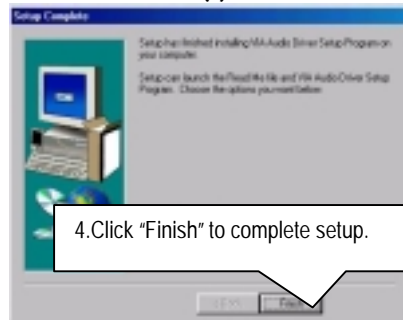 Setup Complete
Setup has finished installing VIA Audio Driver Setup Program on
your computer.
Setup can launch the Read Me file and VIA Audio Driver Setup
Program. Choose the options you want below.
4.Click “Finish” to complete setup.
Finish